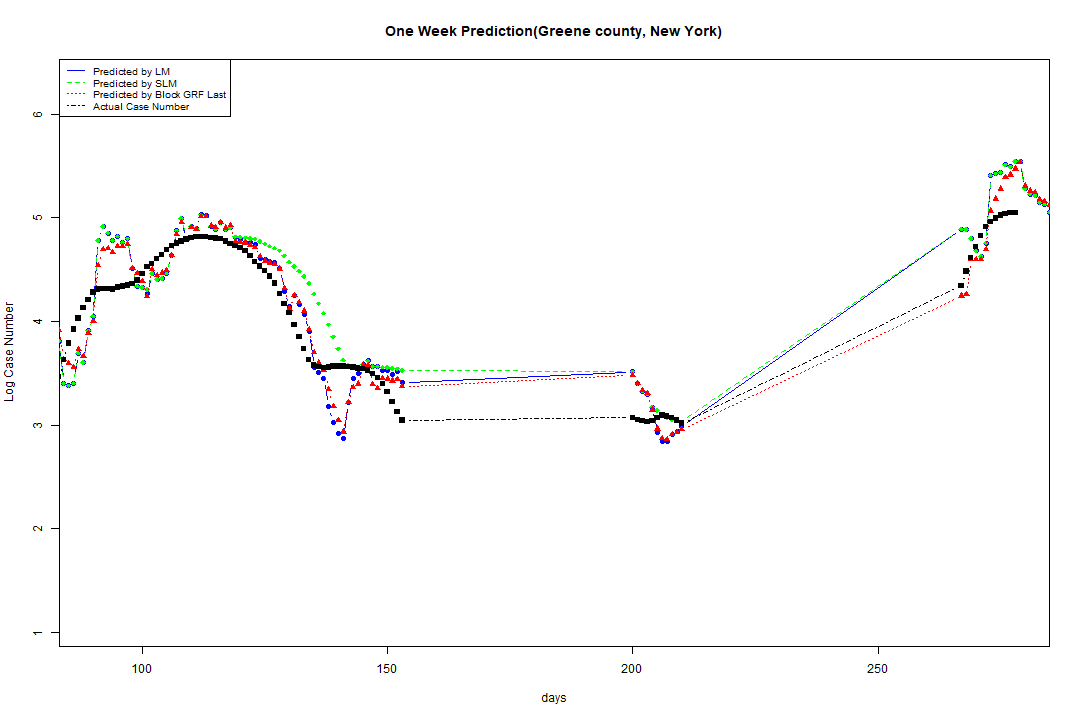 One Week Prediction(Greene county, New York)
Predicted by LM
Predicted by SLM
Predicted by Block GRF Last
Actual Case Number
Log Case Number
6
5
4
3
2
1
100 150 200 250
days